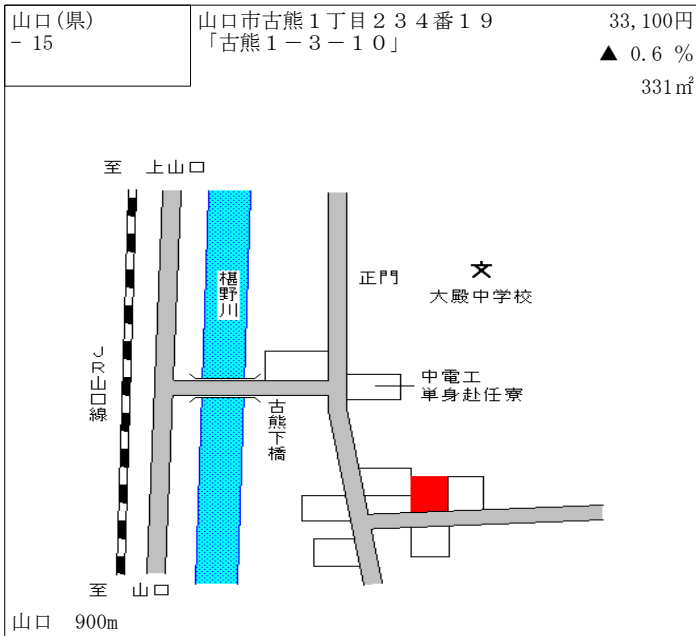 山口(県)
- 15
山口市古熊１丁目２３４番１９
「古熊１－３－１０」
33,100円
▲ 0.6 %
331㎡
至 上山口
椹野川
正門
文
大殿中学校
ＪＲ山口線
中電工
単身赴任寮
古熊下橋
至 山口
山口 900m